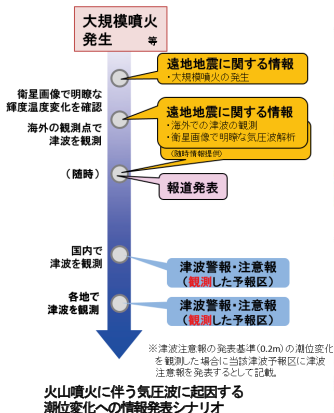 大規模噴火
発生 等
遠地地震に関する情報
・大規模噴火の発生
衛星画像で明瞭な
輝度温度変化を確認
海外の観測点で
津波を観測
遠地地震に関する情報
・海外での津波の観測
・衛星画像で明瞭な気圧波解析
（随時情報提供）
（随時）
報道発表
国内で
津波を観測
津波警報・注意報
（観測した予報区）
各地で
津波を観測
津波警報・注意報
（観測した予報区）
※津波注意報の発表基準（0.2m）の潮位変化
を観測した場合に当該津波予報区に津波
注意報を発表するとして記載。
火山噴火に伴う気圧波に起因する
潮位変化への情報発表シナリオ